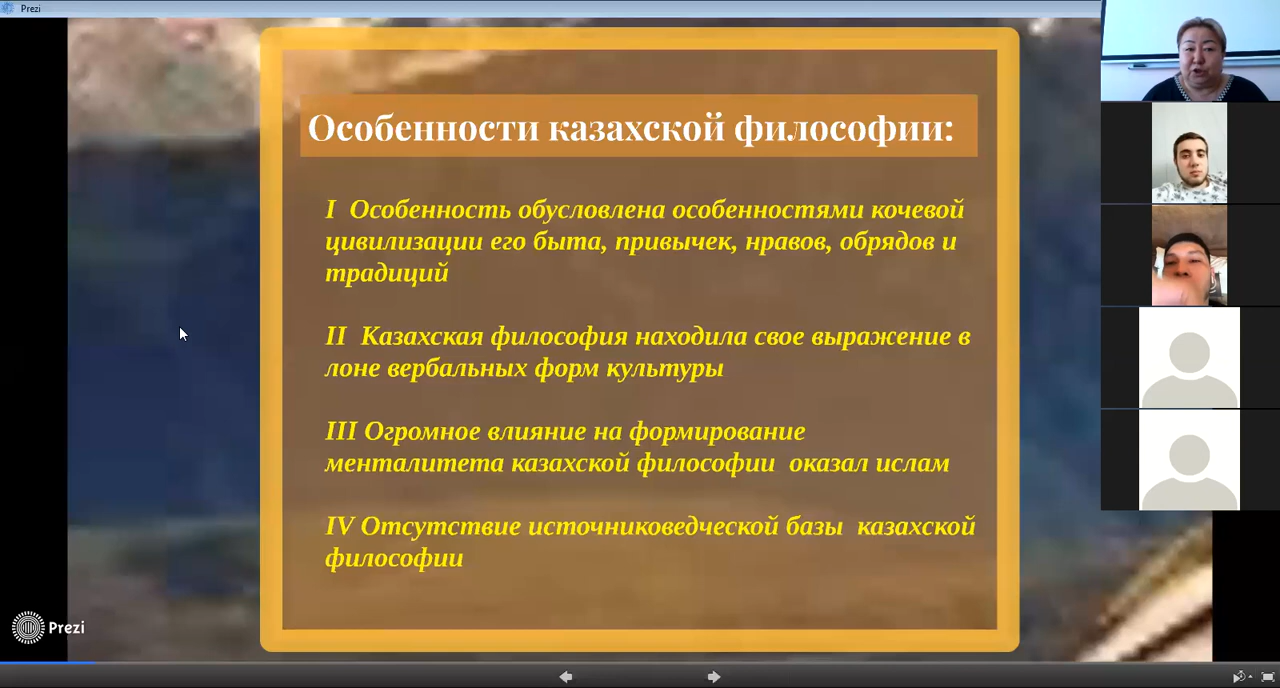 Prezi
Особенности казахской философии:
I Особенность обусловлена особенностями кочевой
цивилизации его быта, привычек, нравов, обрядов и
традиций
II Казахская философия находила свое выражение в
лоне вербальных форм культуры
III Огромное влияние на формирование
менталитета казахской философии оказал ислам
IV Отсутствие источниковедческой базы казахской
философии
Prezi